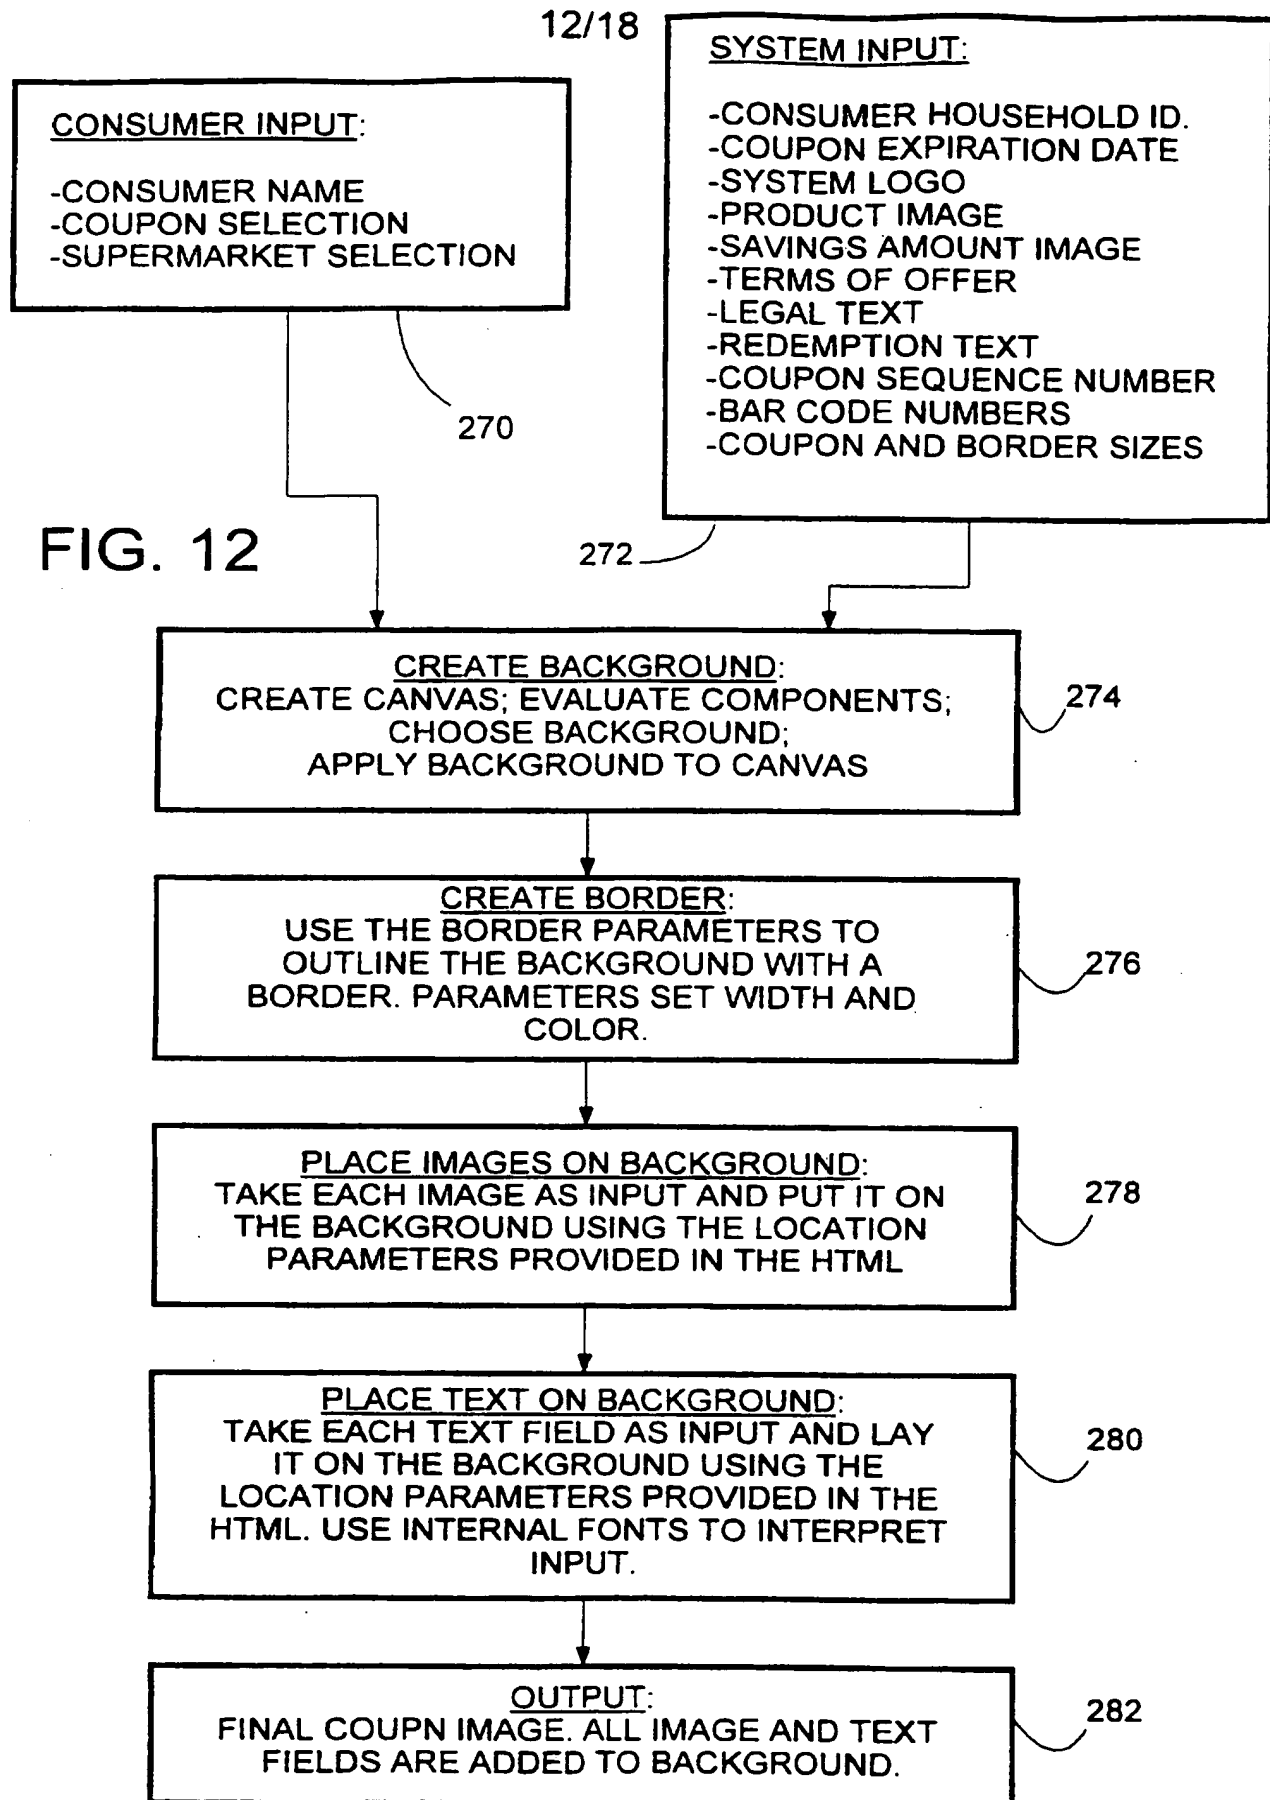 12/18
CONSUMER INPUT:
-CONSUMER NAME
-COUPON SELECTION
-SUPERMARKET SELECTION
270
SYSTEM INPUT:
-CONSUMER HOUSEHOLD ID.
-COUPON EXPIRATION DATE
-SYSTEM LOGO
-PRODUCT IMAGE
-SAVINGS AMOUNT IMAGE
-TERMS OF OFFER
-LEGAL TEXT
-REDEMPTION TEXT
-COUPON SEQUENCE NUMBER
-BAR CODE NUMBERS
-COUPON AND BORDER SIZES
272
FIG. 12
CREATE BACKGROUND:
CREATE CANVAS; EVALUATE COMPONENTS;
CHOOSE BACKGROUND;
APPLY BACKGROUND TO CANVAS
274
CREATE BORDER:
USE THE BORDER PARAMETERS TO
OUTLINE THE BACKGROUND WITH A
BORDER. PARAMETERS SET WIDTH AND
COLOR.
276
PLACE IMAGES ON BACKGROUND:
TAKE EACH IMAGE AS INPUT AND PUT IT ON
THE BACKGROUND USING THE LOCATION
PARAMETERS PROVIDED IN THE HTML
278
PLACE TEXT ON BACKGROUND:
TAKE EACH TEXT FIELD AS INPUT AND LAY
IT ON THE BACKGROUND USING THE
LOCATION PARAMETERS PROVIDED IN THE
HTML. USE INTERNAL FONTS TO INTERPRET
INPUT.
280
OUTPUT:
FINAL COUPN IMAGE. ALL IMAGE AND TEXT
FIELDS ARE ADDED TO BACKGROUND.
282